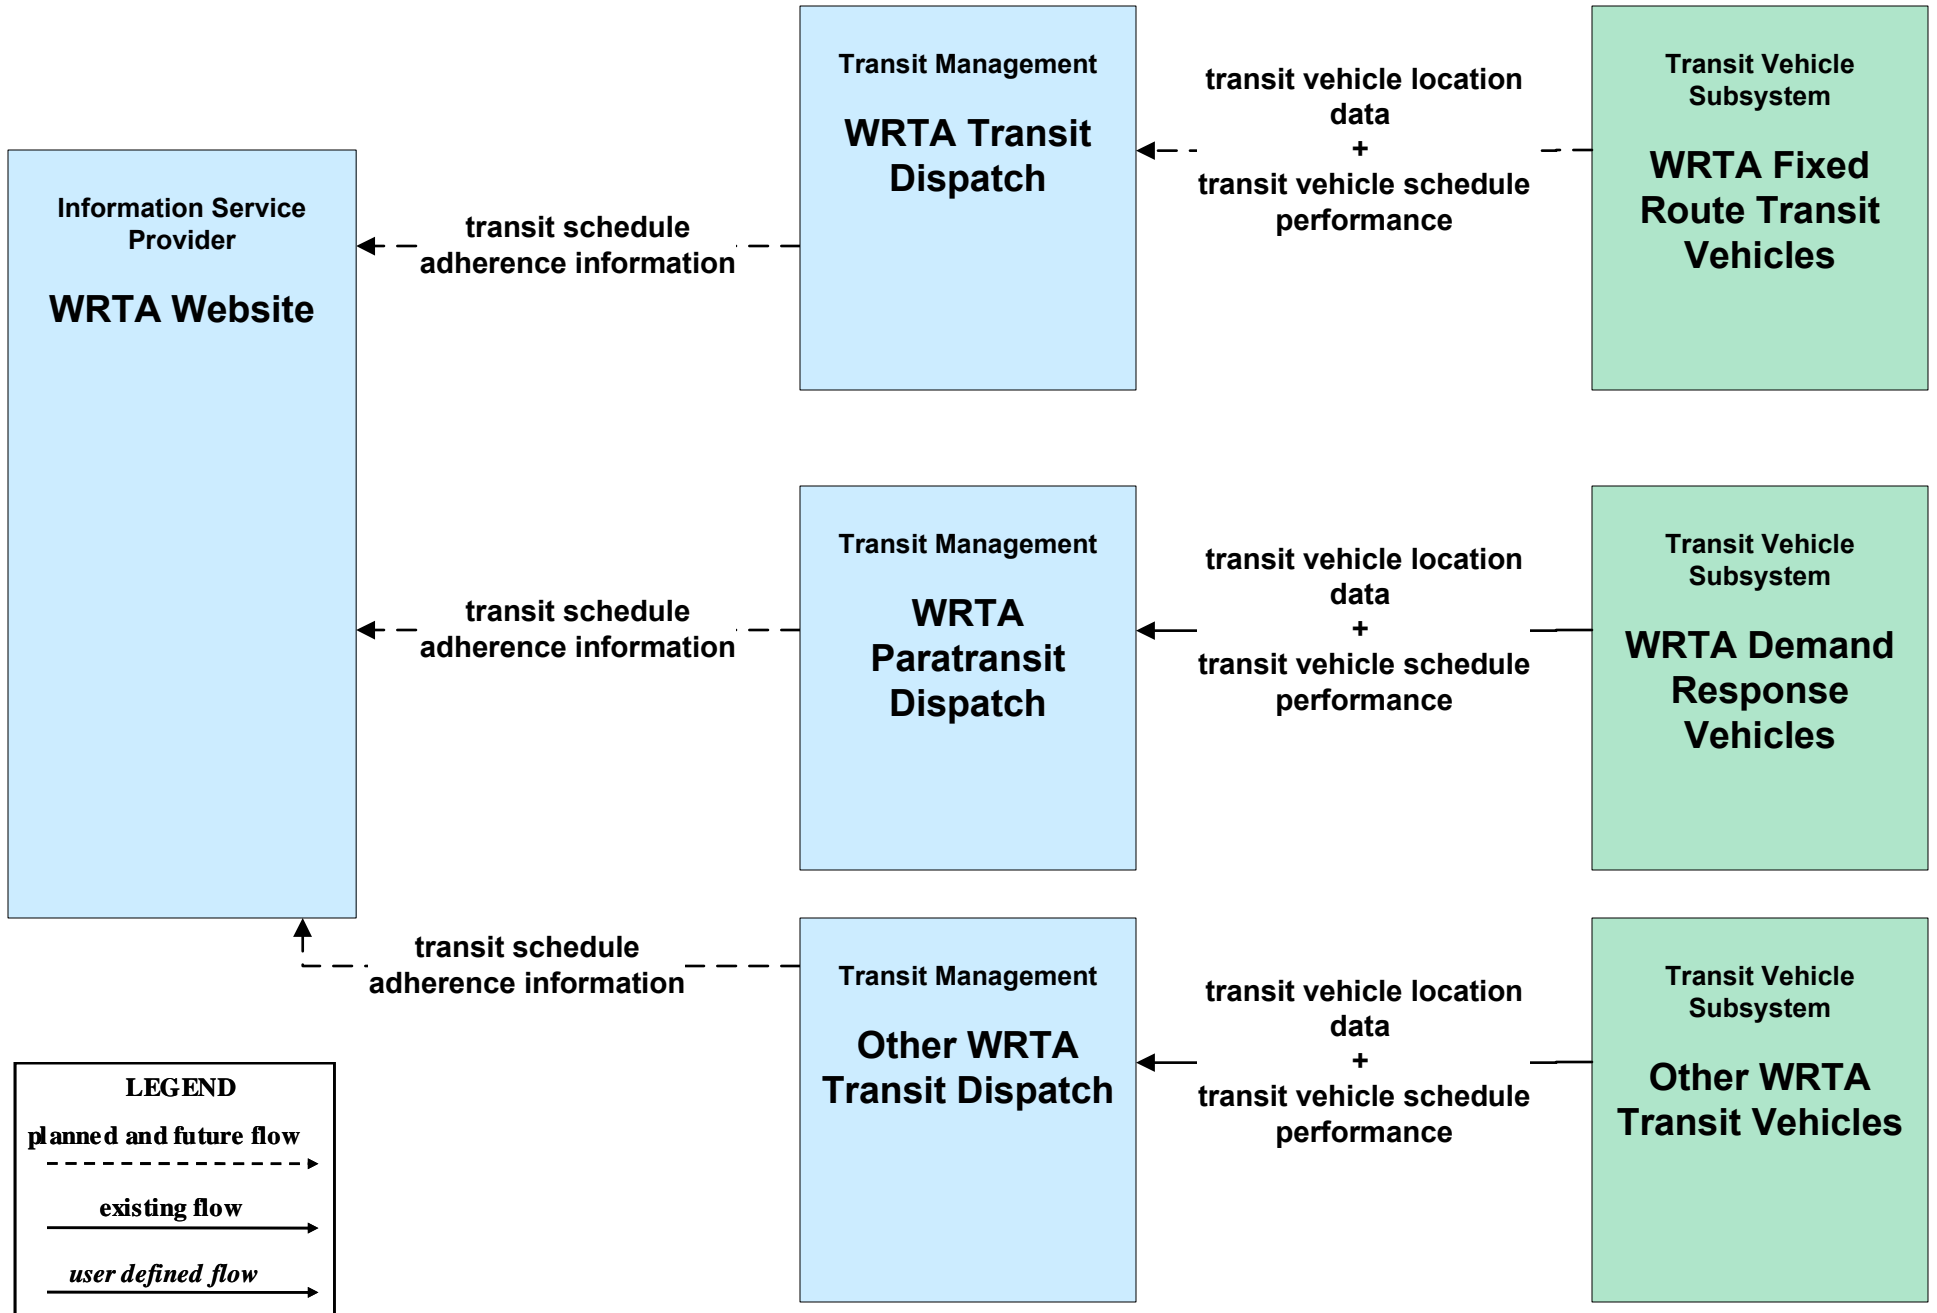 Information Service
Provider
WRTA Website
transit schedule
adherence information
Transit Management
WRTA Transit
Dispatch
transit vehicle location
data
+
transit vehicle schedule
performance
Transit Vehicle
Subsystem
WRTA Fixed
Route Transit
Vehicles
transit schedule
adherence information
Transit Management
WRTA
Paratransit
Dispatch
transit vehicle location
data
+
transit vehicle schedule
performance
Transit Vehicle
Subsystem
WRTA Demand
Response
Vehicles
transit schedule
adherence information
Transit Management
Other WRTA
Transit Dispatch
transit vehicle location
data
+
transit vehicle schedule
performance
Transit Vehicle
Subsystem
Other WRTA
Transit Vehicles
LEGEND
planned and future flow
existing flow
user defined flow